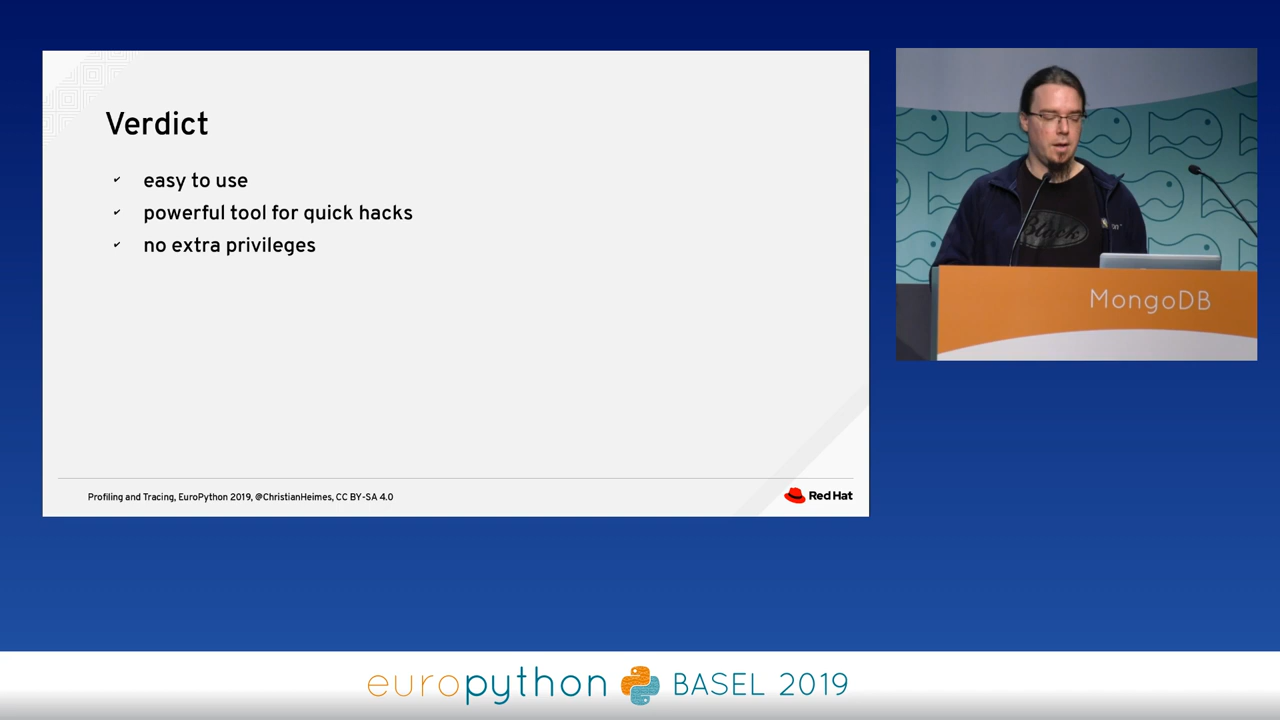 Verdict
✔ easy to use
✔ powerful tool for quick hacks
✔ no extra privileges
Profiling and Tracing, EuroPython 2019, @ChristianHeimes, CC BY-SA 4.0
Red Hat
Black
MongoDB
europython BASEL 2019